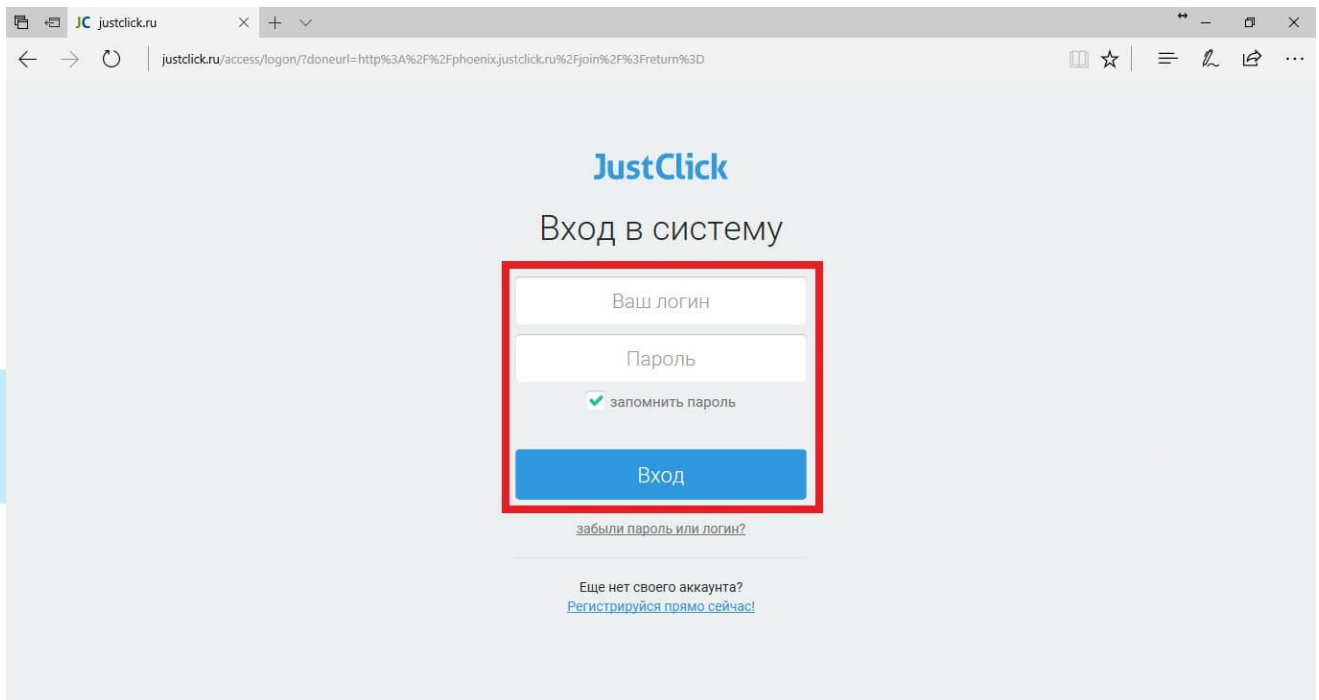 JC justclick.ru
justclick.ru/access/logon/?doneurl=http%3A%2F%2Fphoenix.justclick.ru%2Fjoin%2F%3Freturn%3D
JustClick
Вход в систему
Ваш логин
Пароль
запомнить пароль
Вход
забыли пароль или логин?
Еще нет своего аккаунта?
Регистрируйся прямо сейчас!